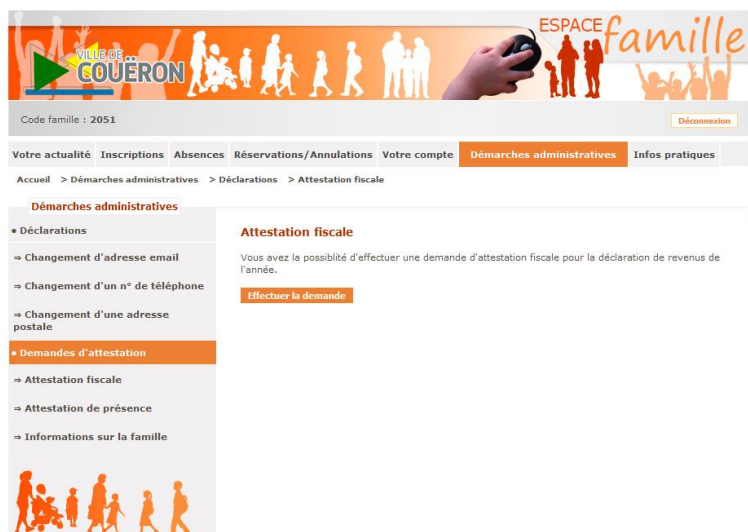 VILLE DE
COUËRON
ESPACE famille
Code famille : 2051
Déconnexion
Votre actualité Inscriptions Absences Réservations/Annulations Votre compte Démarches administratives Infos pratiques
Accueil > Démarches administratives > Déclarations > Attestation fiscale
Démarches administratives
• Déclarations
⇒ Changement d'adresse email
⇒ Changement d'un n° de téléphone
⇒ Changement d'une adresse
postale
• Demandes d'attestation
⇒ Attestation fiscale
⇒ Attestation de présence
⇒ Informations sur la famille
Attestation fiscale
Vous avez la possiblité d'effectuer une demande d'attestation fiscale pour la déclaration de revenus de
l'année.
Effectuer la demande